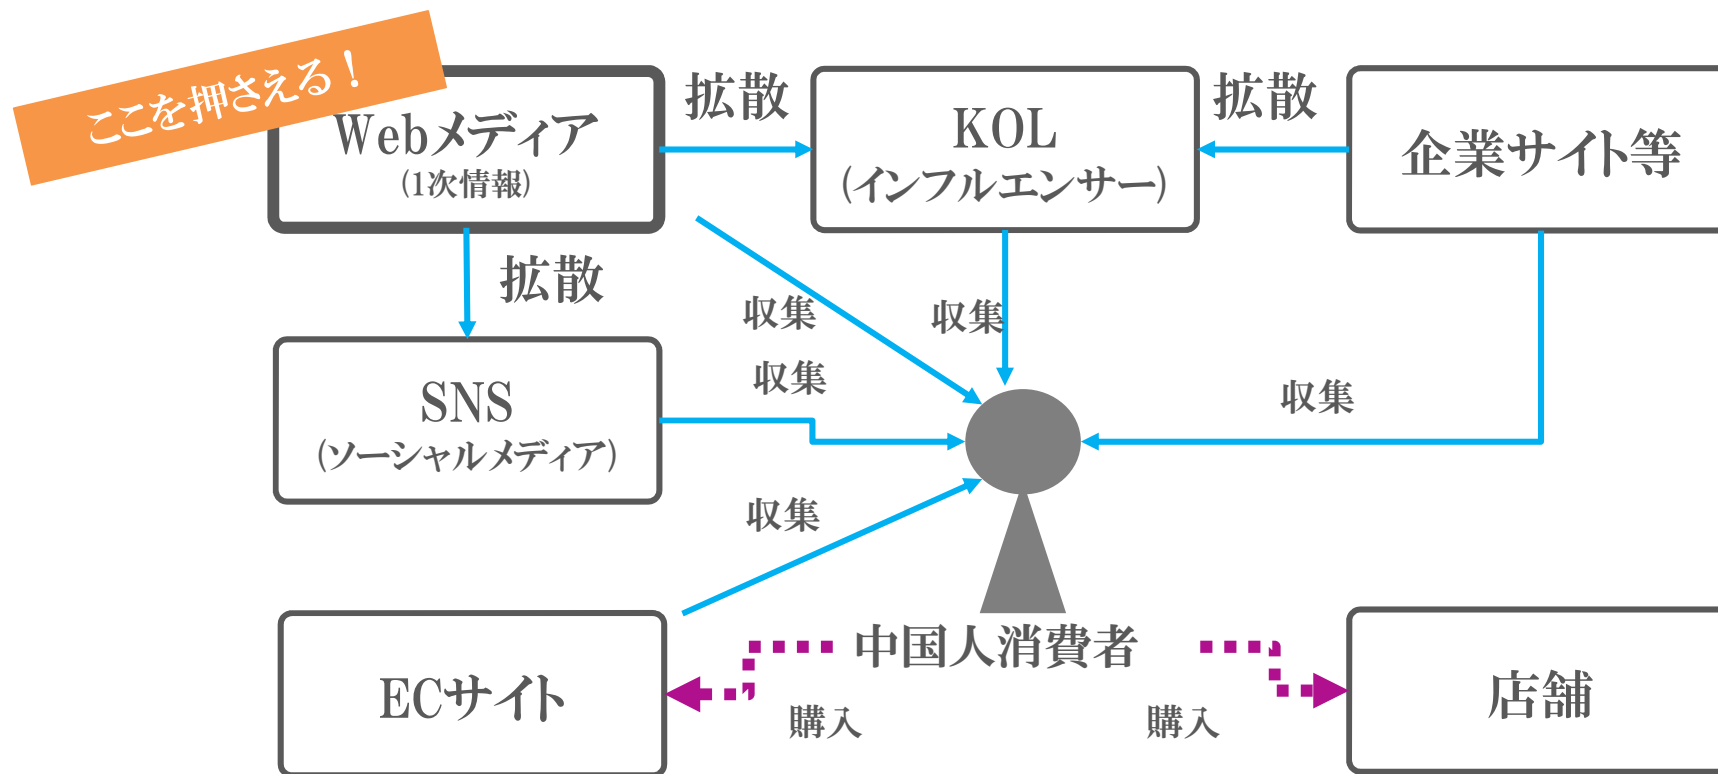 ここを押さえる！
Webメディア
(1次情報)
拡散
KOL
(インフルエンサー)
拡散
企業サイト等
拡散
収集
収集
収集
収集
SNS
(ソーシャルメディア)
収集
中国人消費者
ECサイト
購入
購入
店舗